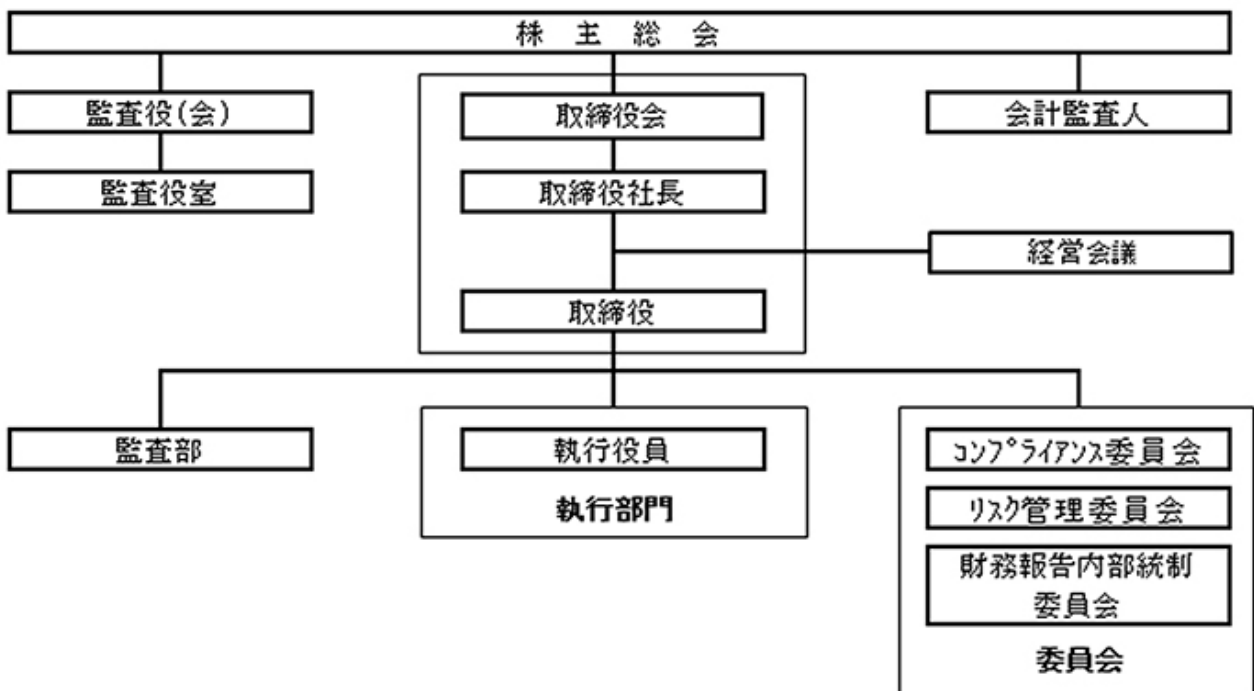 株主総会
監査役(会)
取締役会
会計監査人
監査役室
取締役社長
経営会議
取締役
監査部
執行役員
執行部門
コンプライアンス委員会
リスク管理委員会
財務報告内部統制
委員会
委員会